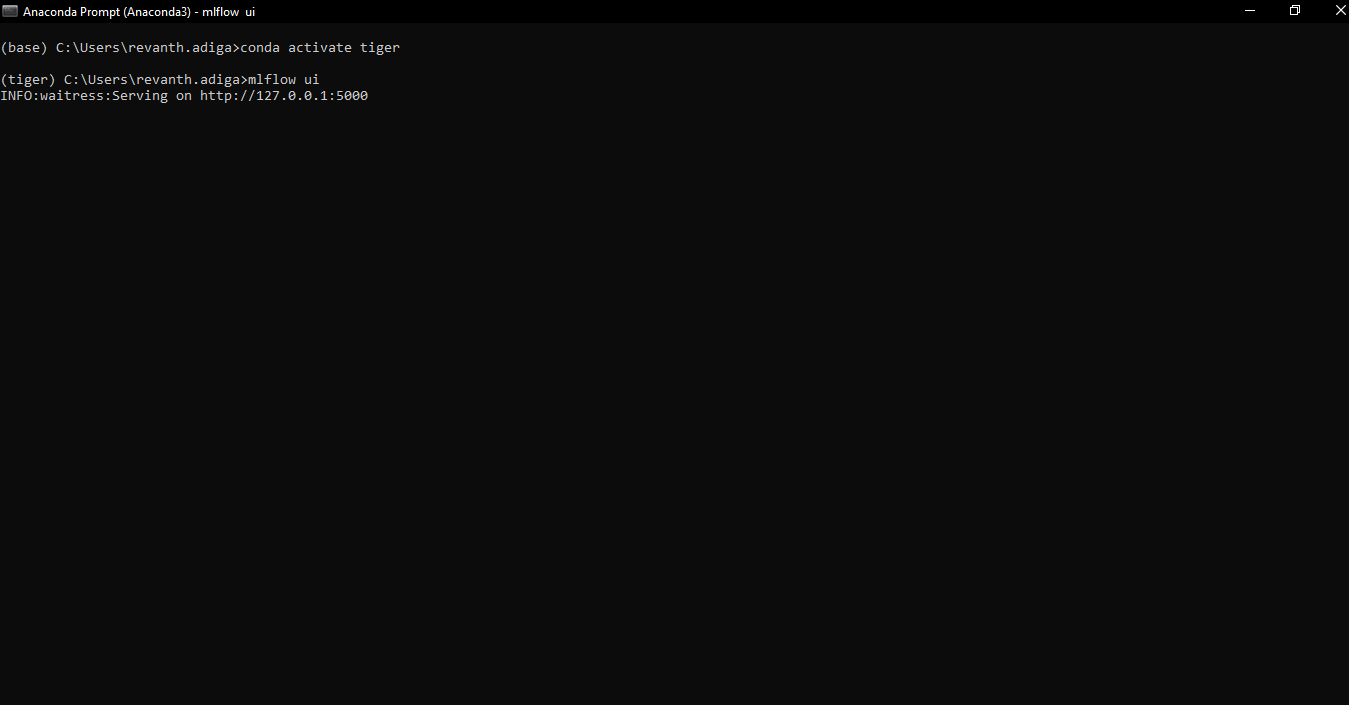 Anaconda Prompt (Anaconda3) - mlflow  ui
(base) C:\Users\revanth.adiga>conda activate tiger
(tiger) C:\Users\revanth.adiga>mlflow ui
INFO:waitress:Serving on http://127.0.0.1:5000